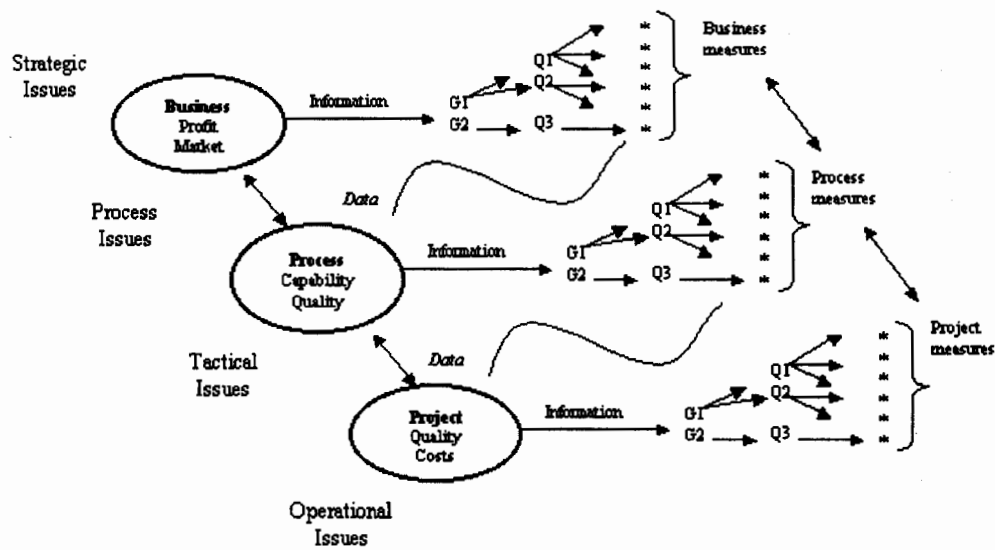 Strategic
Issues
Business
Profit
Market
Information
G1
G2
Q1
Q2
Q3
*
*
*
*
*
*
Business
measures
Process
Issues
Data
Process
Capability
Quality
Information
G1
G2
Q1
Q2
Q3
*
*
*
*
*
*
Process
measures
Tactical
Issues
Data
Project
Quality
Costs
Information
G1
G2
Q1
Q2
Q3
*
*
*
*
*
*
Project
measures
Operational
Issues